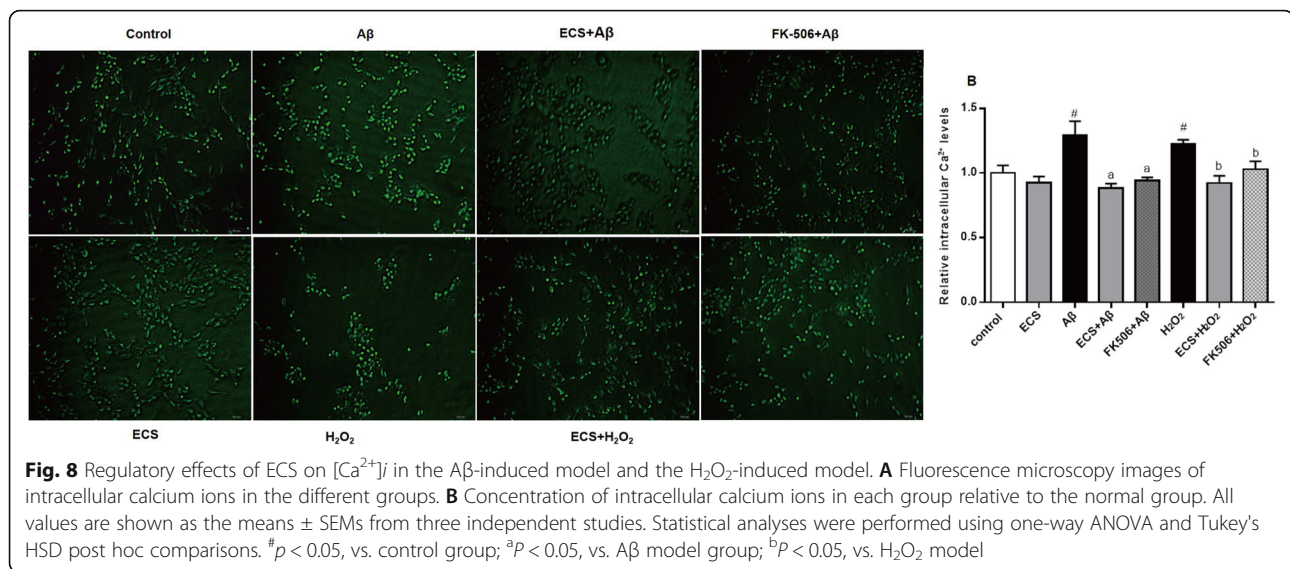 Control
Aβ
ECS+Aβ
FK-506+Aβ
ECS
H₂O₂
ECS+H₂O₂
B
Relative intracellular Ca²⁺ levels
1.5
1.0
0.5
0.0
#
a
a
#
b
b
control
ECS
Aβ
ECS+Aβ
FK506+Aβ
H₂O₂
ECS+H₂O₂
FK506+H₂O₂
Fig. 8 Regulatory effects of ECS on [Ca²⁺]i in the Aβ-induced model and the H₂O₂-induced model. A Fluorescence microscopy images of
intracellular calcium ions in the different groups. B Concentration of intracellular calcium ions in each group relative to the normal group. All
values are shown as the means ± SEMs from three independent studies. Statistical analyses were performed using one-way ANOVA and Tukey's
HSD post hoc comparisons. #p < 0.05, vs. control group; ᵃP < 0.05, vs. Aβ model group; ᵇP < 0.05, vs. H₂O₂ model